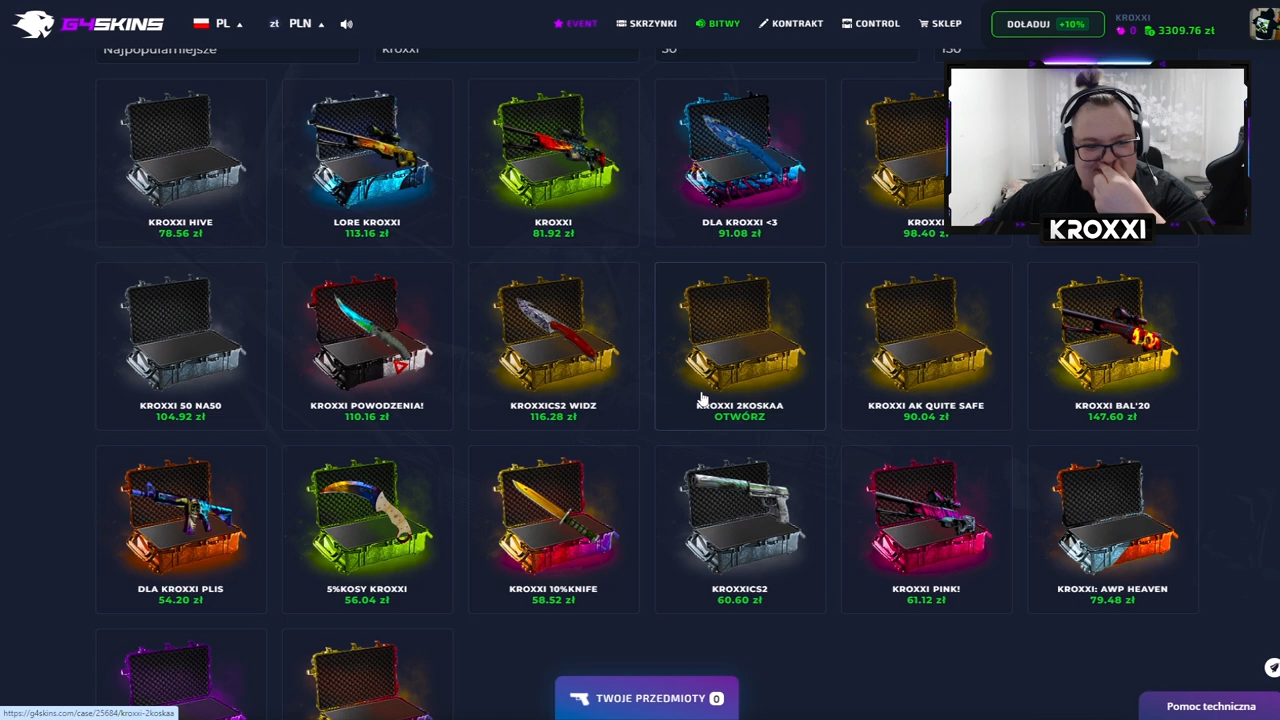 G4SKINS
PL
zł PLN
EVENT
SKRZYNKI
BITWY
KONTRAKT
CONTROL
SKLEP
DOŁADUJ +10%
KROXXI
0 3309.76 zł
Najpopularniejsze
kroxxi
50
150
KROXXI HIVE
78.56 zł
LORE KROXXI
113.16 zł
KROXXI
81.92 zł
DLA KROXXI <3
91.08 zł
KROXXI
98.40 zł
KROXXI
KROXXI 50 NA50
104.92 zł
KROXXI POWODZENIA!
110.16 zł
KROXXICS2 WIDZ
116.28 zł
KROXXI 2KOSKAA
OTWÓRZ
KROXXI AK QUITE SAFE
90.04 zł
KROXXI BAL'20
147.60 zł
DLA KROXXI PLIS
54.20 zł
5%KOSY KROXXI
56.04 zł
KROXXI 10%KNIFE
58.52 zł
KROXXICS2
60.60 zł
KROXXI PINK!
61.12 zł
KROXXI: AWP HEAVEN
79.48 zł
TWOJE PRZEDMIOTY 0
Pomoc techniczna
https://g4skins.com/case/25684/kroxxi-2koskaa